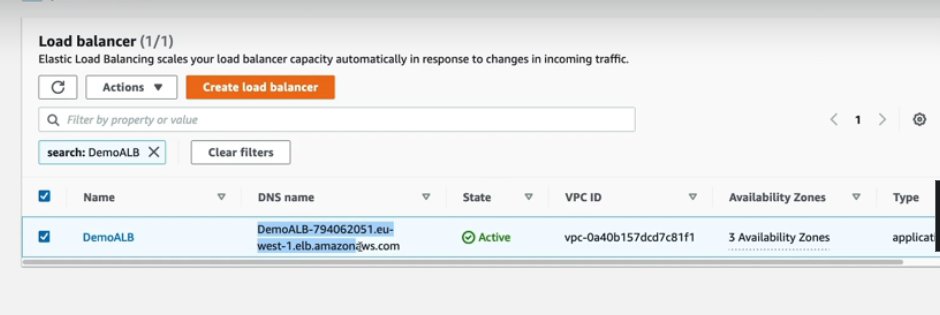 Load balancer (1/1)
Elastic Load Balancing scales your load balancer capacity automatically in response to changes in incoming traffic.
Actions
Create load balancer
Filter by property or value
1
search: DemoALB
Clear filters
Name DNS name State VPC ID Availability Zones Type
DemoALB DemoALB-794062051.eu- Active vpc-0a40b157dcd7c81f1 3 Availability Zones applicati
west-1.elb.amazonaws.com